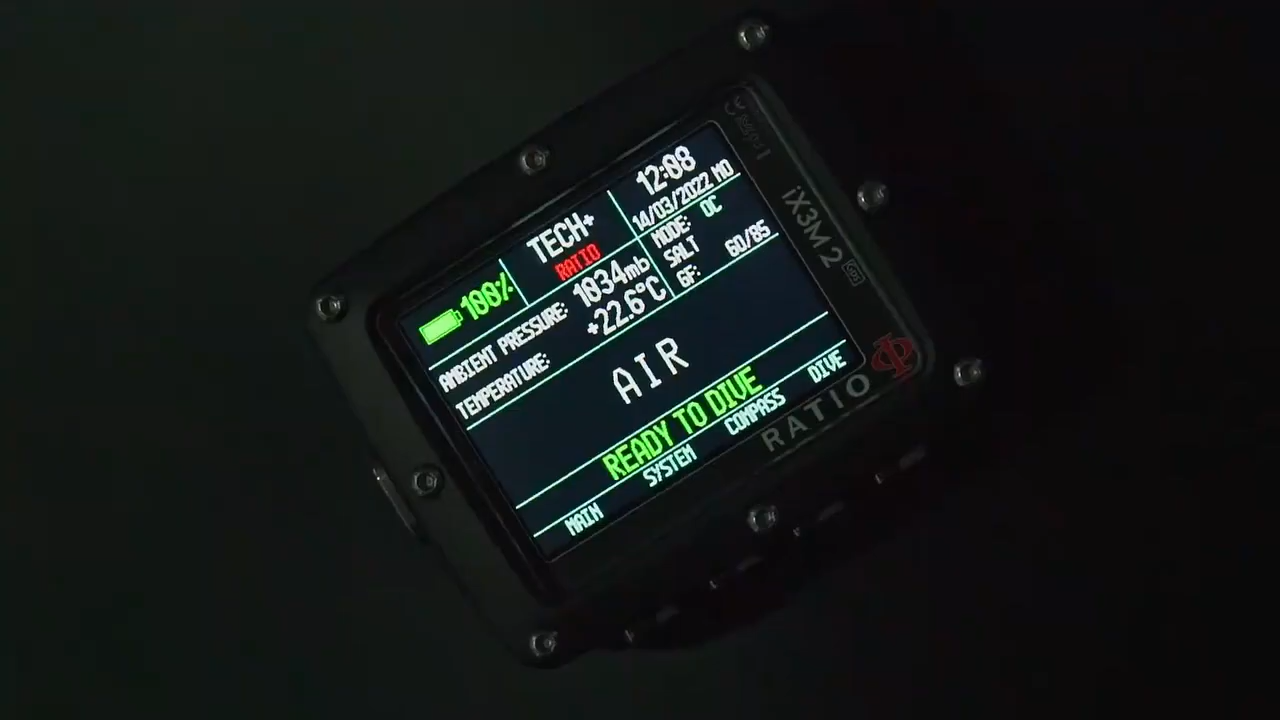 100%
TECH+
RATIO
12:08
14/03/2022 MO
AMBIENT PRESSURE: 1034mb
TEMPERATURE: +22.6°C
MODE: OC
SALT
GF: 60/85
AIR
READY TO DIVE
MAIN SYSTEM COMPASS DIVE
iX3M 2 GPS
RATIO